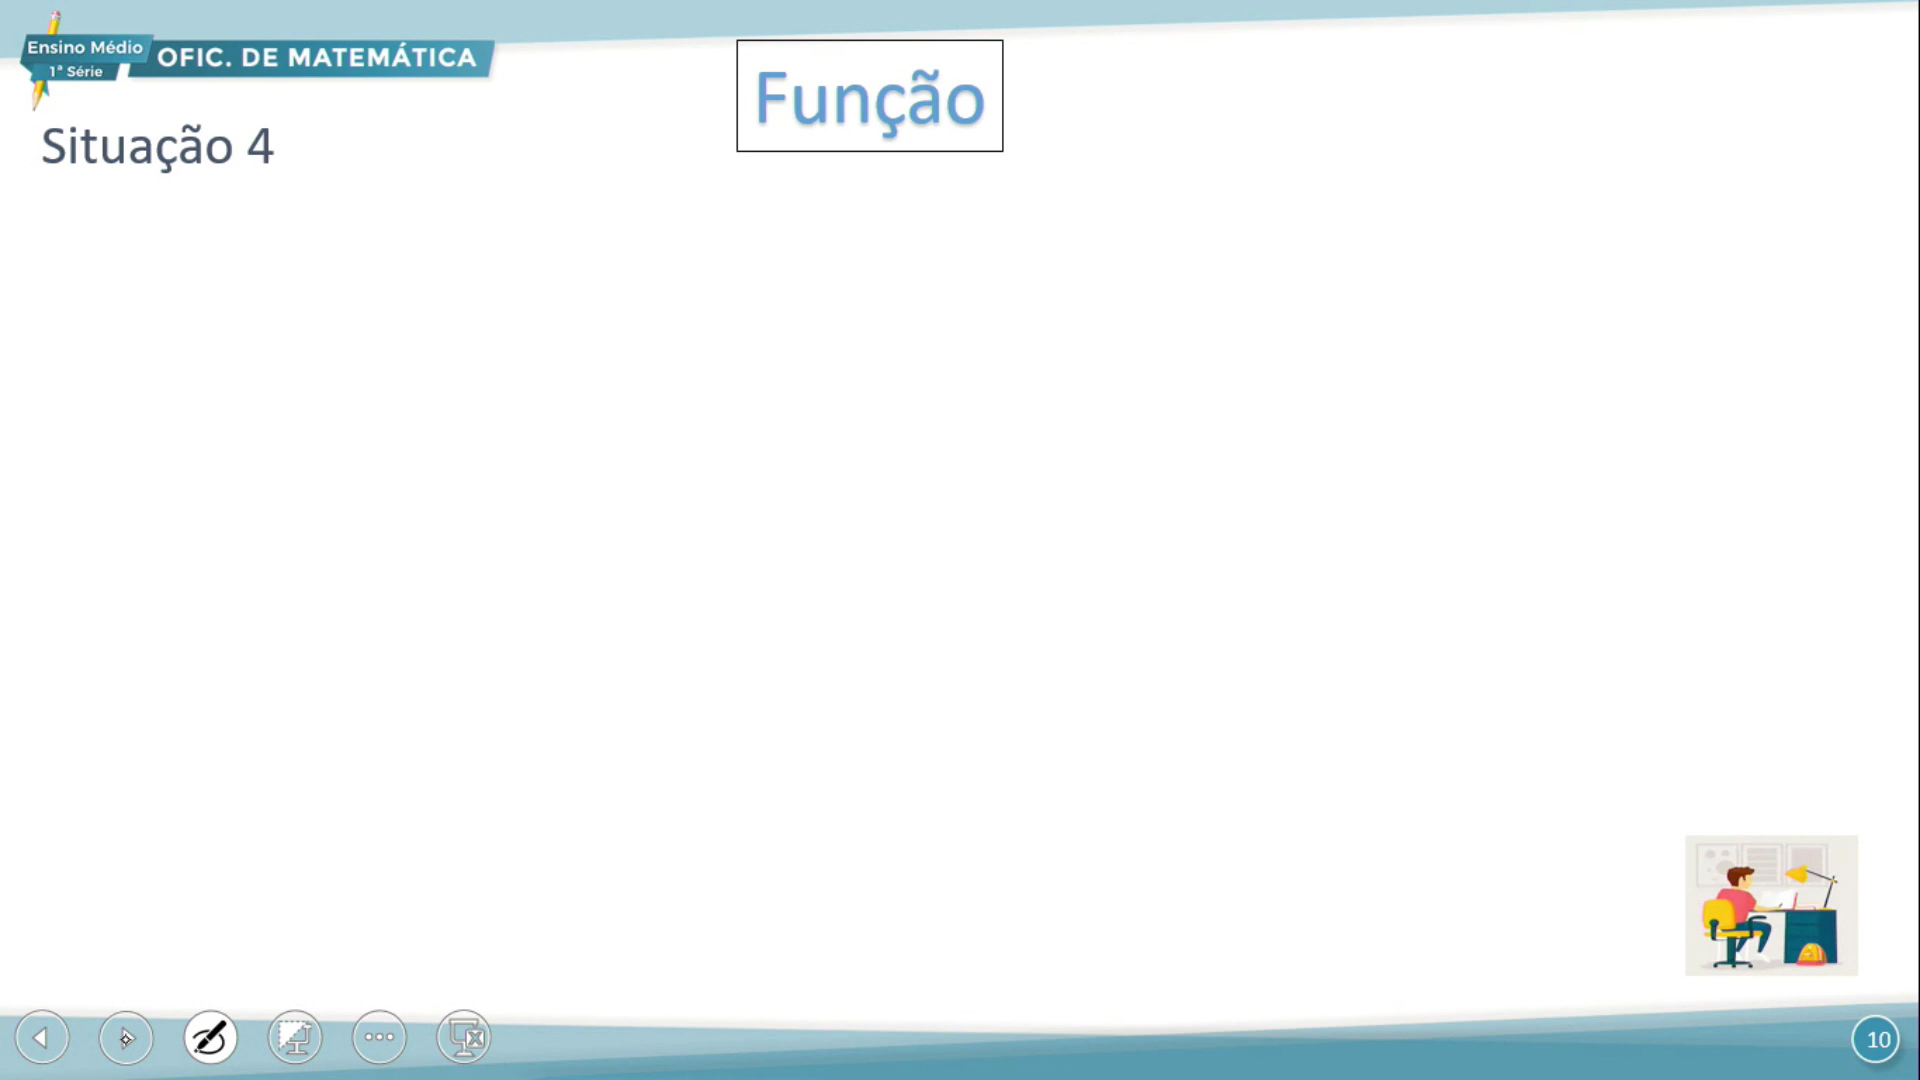 Ensino Médio
1ª Série
OFIC. DE MATEMÁTICA
Função
Situação 4
10